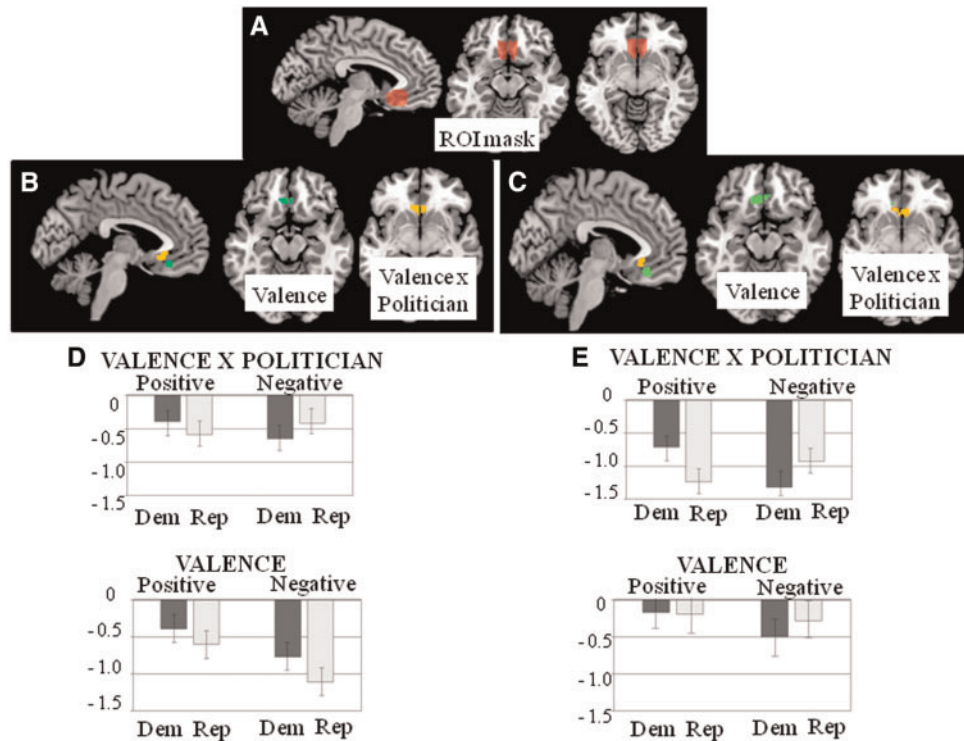 A
ROI mask
B
Valence
Valence x
Politician
C
Valence
Valence x
Politician
D VALENCE X POLITICIAN
Positive Negative
0
- 0.5
- 1.0
- 1.5
Dem Rep Dem Rep
VALENCE
Positive Negative
0
- 0.5
- 1.0
- 1.5
Dem Rep Dem Rep
E VALENCE X POLITICIAN
Positive Negative
0
- 0.5
- 1.0
- 1.5
Dem Rep Dem Rep
VALENCE
Positive Negative
0
- 0.5
- 1.0
- 1.5
Dem Rep Dem Rep